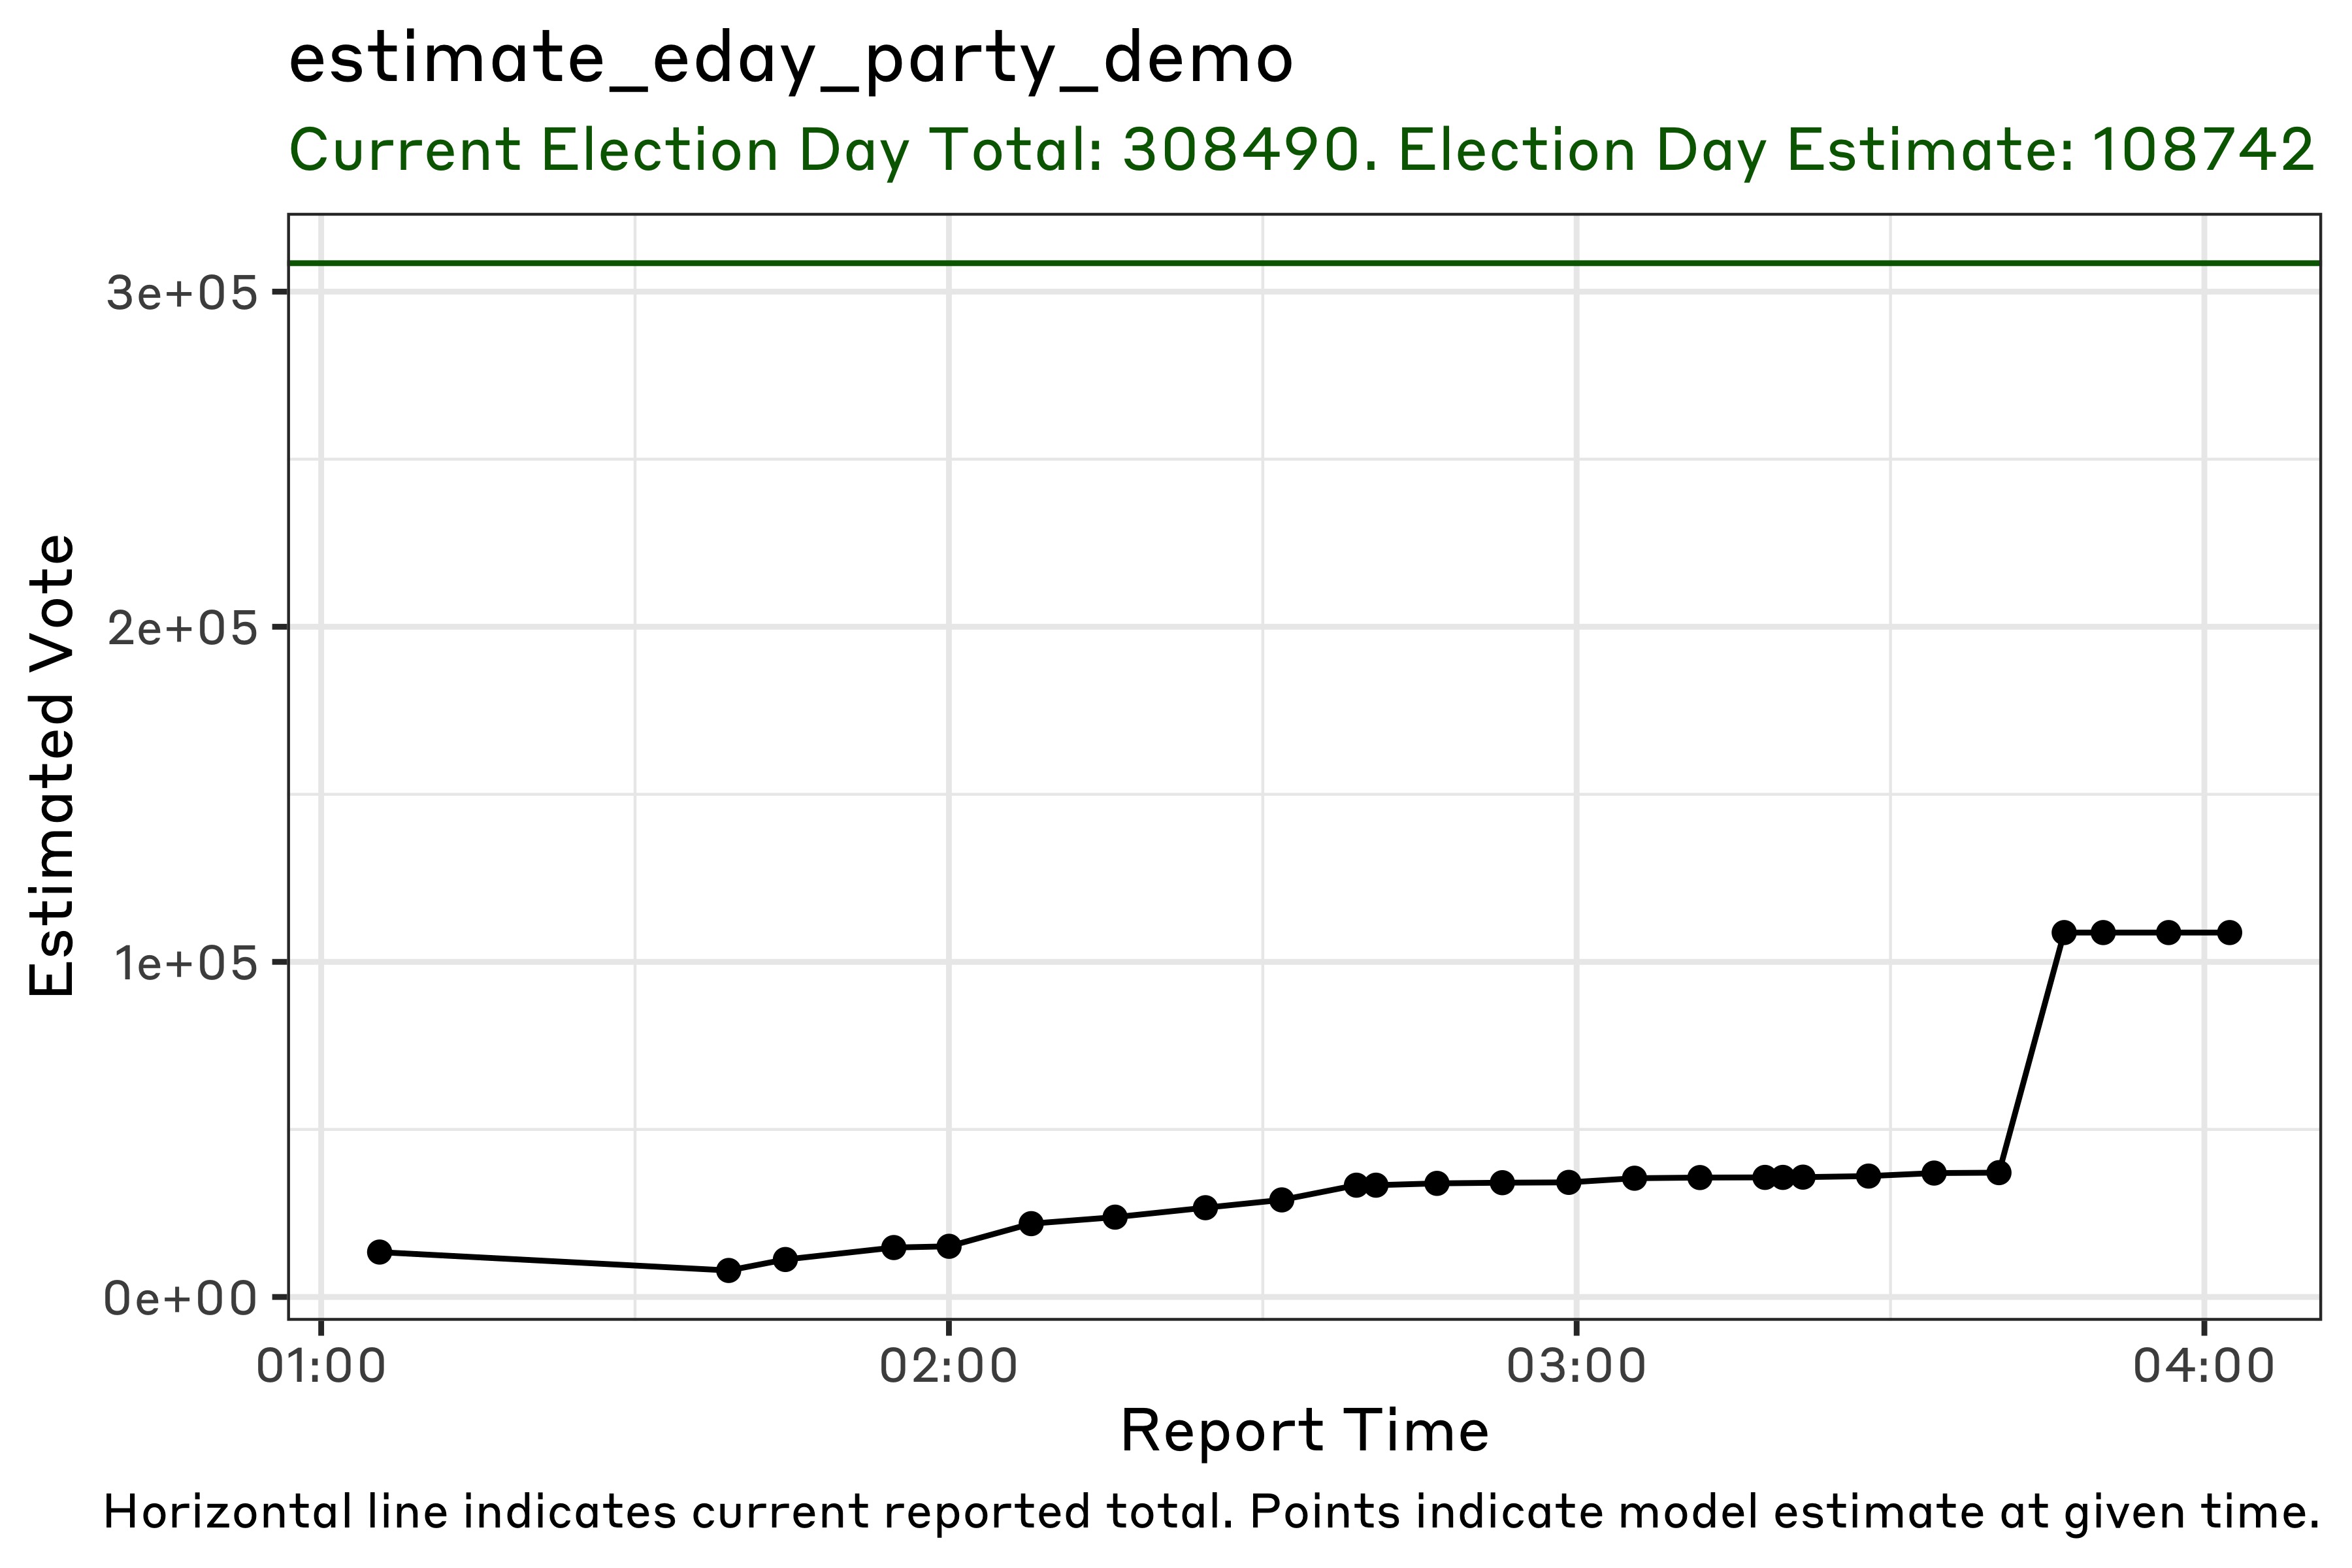 estimate_eday_party_demo
Current Election Day Total: 308490. Election Day Estimate: 108742
Estimated Vote
3e+05
2e+05
1e+05
0e+00
01:00 02:00 03:00 04:00
Report Time
Horizontal line indicates current reported total. Points indicate model estimate at given time.